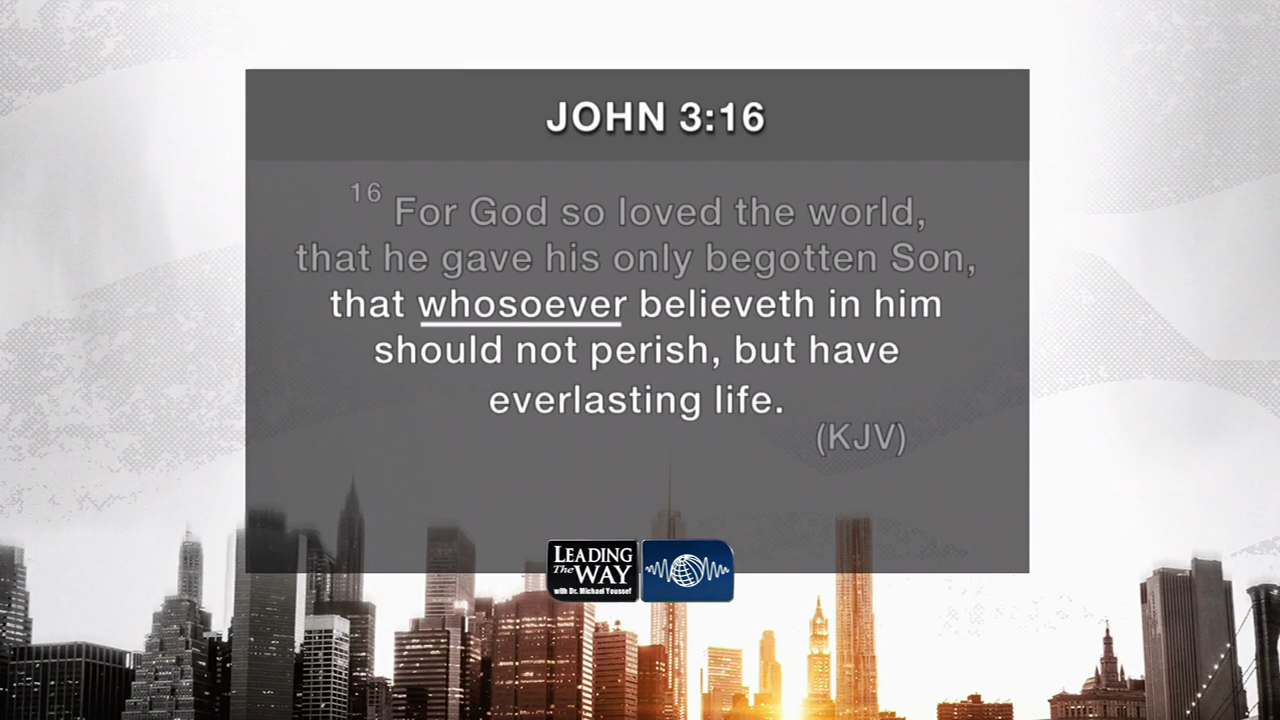 JOHN 3:16
16 For God so loved the world,
that he gave his only begotten Son,
that whosoever believeth in him
should not perish, but have
everlasting life.
(KJV)
LEADING
The WAY
with Dr. Michael Youssef